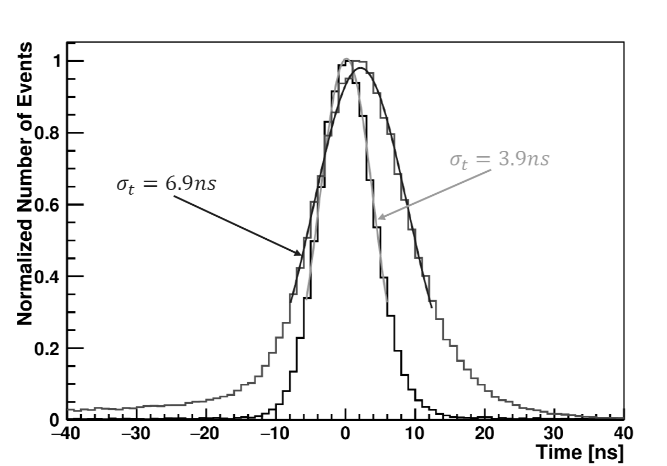 Normalized Number of Events
1
0.8
0.6
0.4
0.2
0
σt = 6.9ns
σt = 3.9ns
−40 −30 −20 −10 0 10 20 30 40
Time [ns]